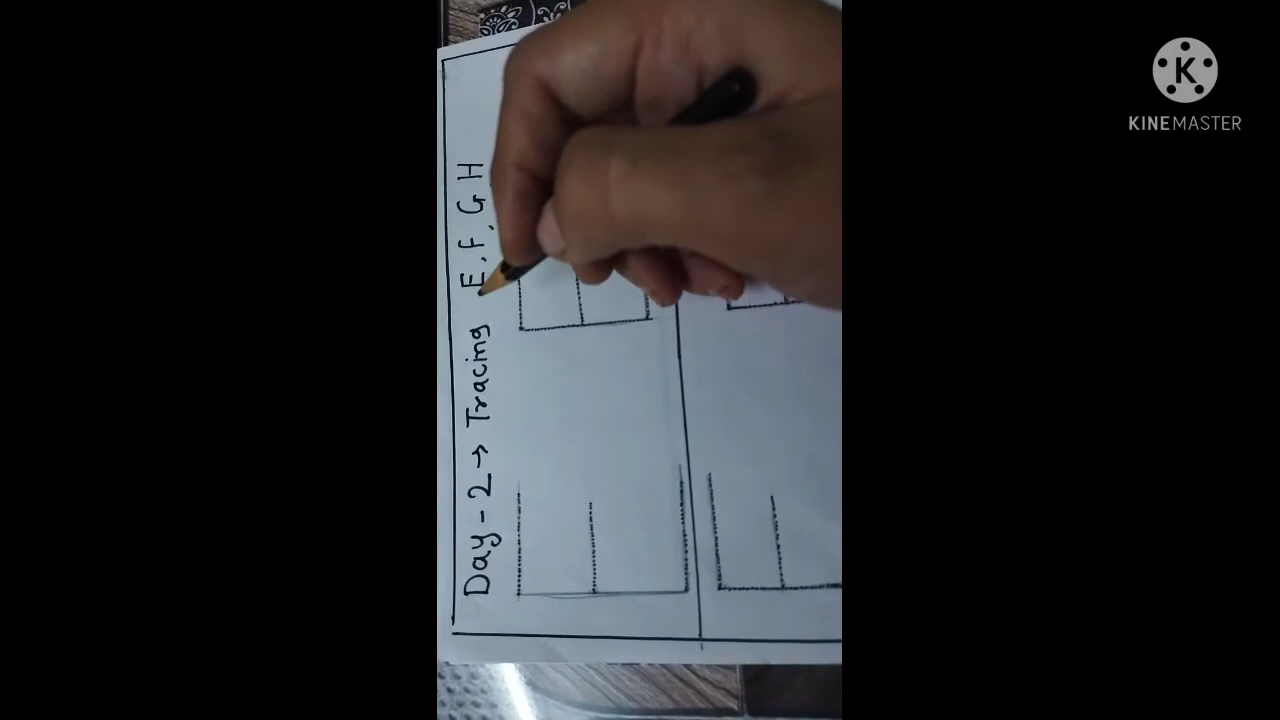 Day - 2 → Tracing E, F, G H
E E
F
KINEMASTER